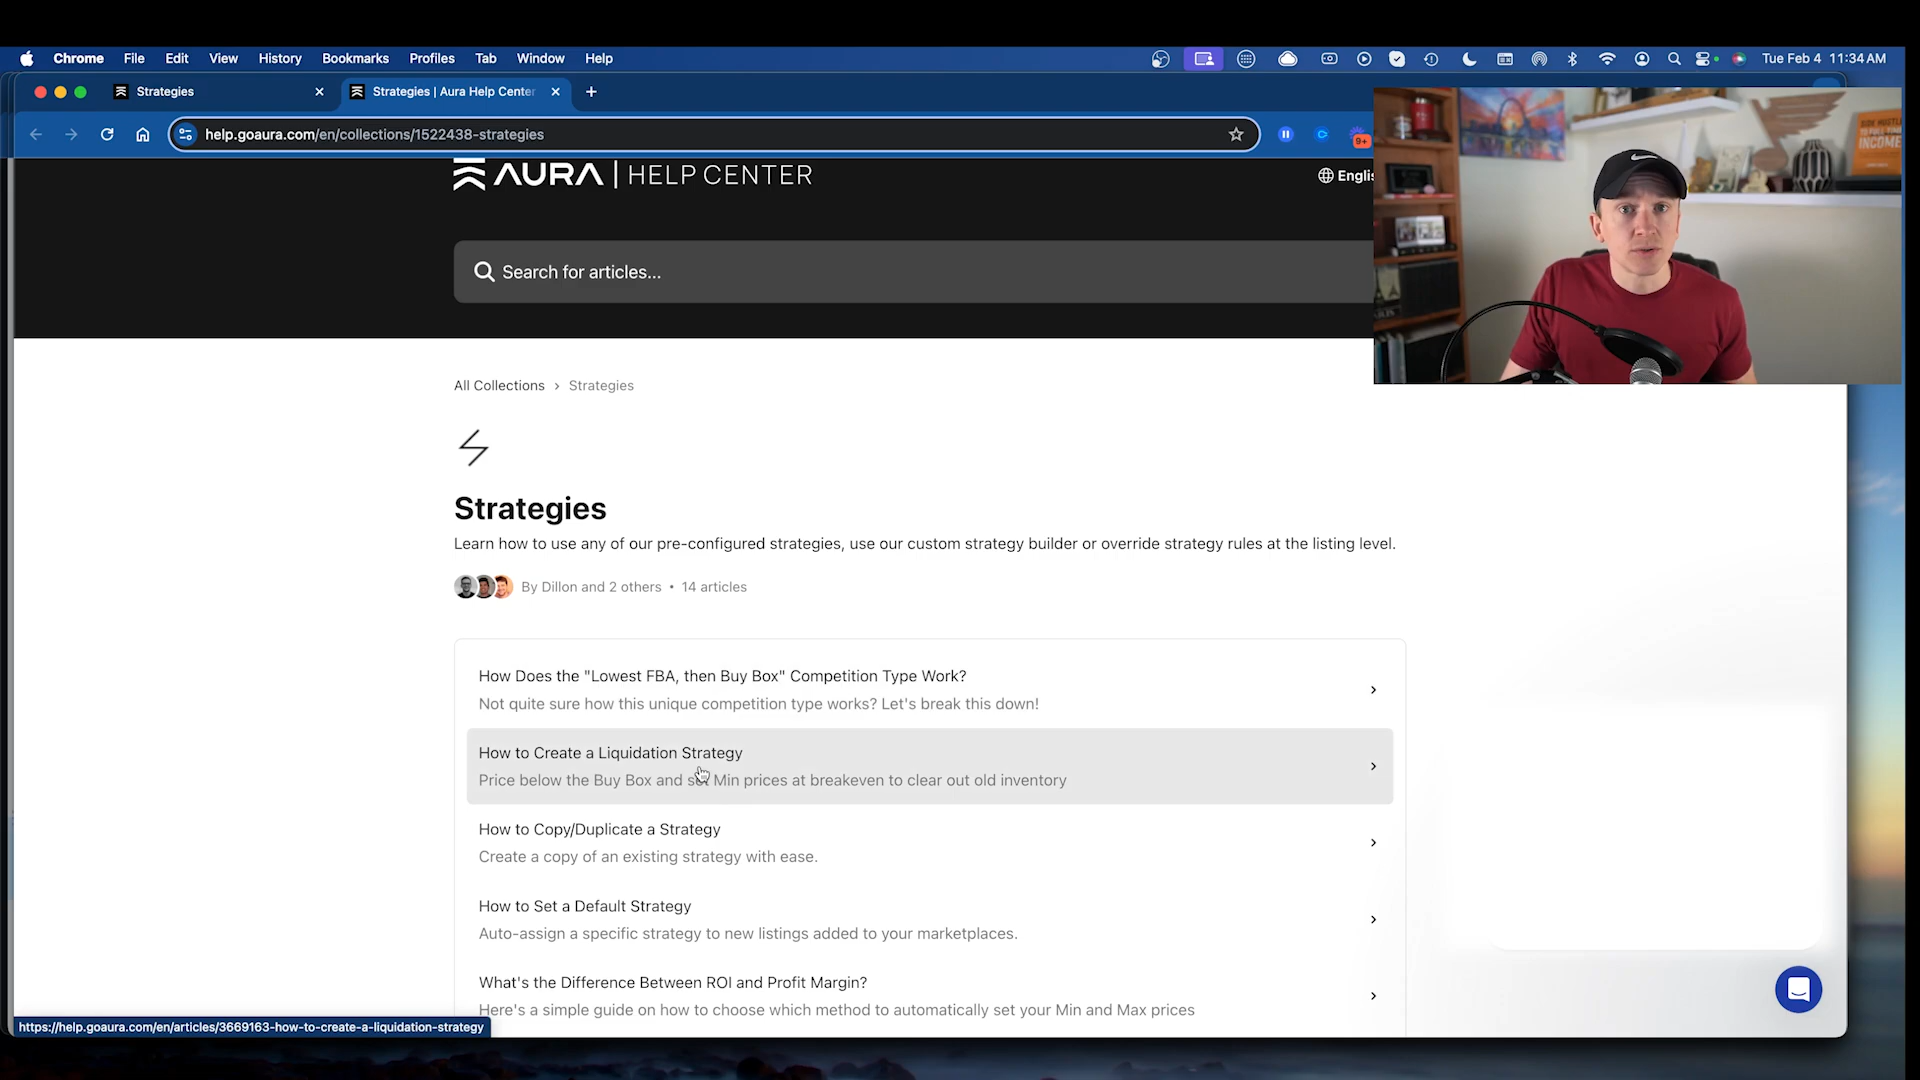 Chrome File Edit View History Bookmarks Profiles Tab Window Help Tue Feb 4 11:34 AM
Strategies
Strategies | Aura Help Center
help.goaura.com/en/collections/1522438-strategies
9+
AURA | HELP CENTER
Englis
SIDE HUSTLE
TO FULL-TIME
INCOME
Search for articles...
All Collections › Strategies
Strategies
Learn how to use any of our pre-configured strategies, use our custom strategy builder or override strategy rules at the listing level.
By Dillon and 2 others • 14 articles
How Does the "Lowest FBA, then Buy Box" Competition Type Work?
Not quite sure how this unique competition type works? Let's break this down!
How to Create a Liquidation Strategy
Price below the Buy Box and set Min prices at breakeven to clear out old inventory
How to Copy/Duplicate a Strategy
Create a copy of an existing strategy with ease.
How to Set a Default Strategy
Auto-assign a specific strategy to new listings added to your marketplaces.
What's the Difference Between ROI and Profit Margin?
Here's a simple guide on how to choose which method to automatically set your Min and Max prices
https://help.goaura.com/en/articles/3669163-how-to-create-a-liquidation-strategy